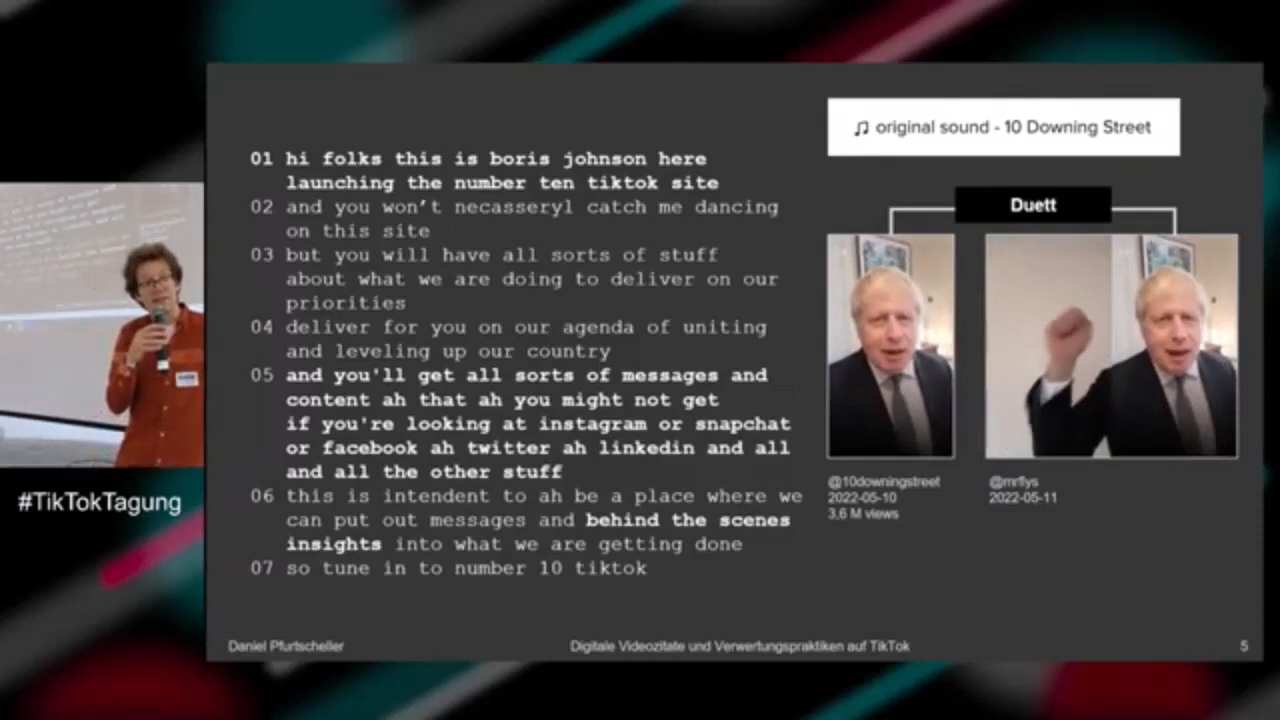 01 hi folks this is boris johnson here
launching the number ten tiktok site
02 and you won't necasseryl catch me dancing
on this site
03 but you will have all sorts of stuff
about what we are doing to deliver on our
priorities
04 deliver for you on our agenda of uniting
and leveling up our country
05 and you'll get all sorts of messages and
content ah that ah you might not get
if you're looking at instagram or snapchat
or facebook ah twitter ah linkedin and all
and all the other stuff
06 this is intendent to ah be a place where we
can put out messages and behind the scenes
insights into what we are getting done
07 so tune in to number 10 tiktok
♫ original sound - 10 Downing Street
Duett
@10downingstreet
2022-05-10
3,6 M views
@mrflys
2022-05-11
#TikTokTagung
Daniel Pfurtscheller
Digitale Videozitate und Verwertungspraktiken auf TikTok
5